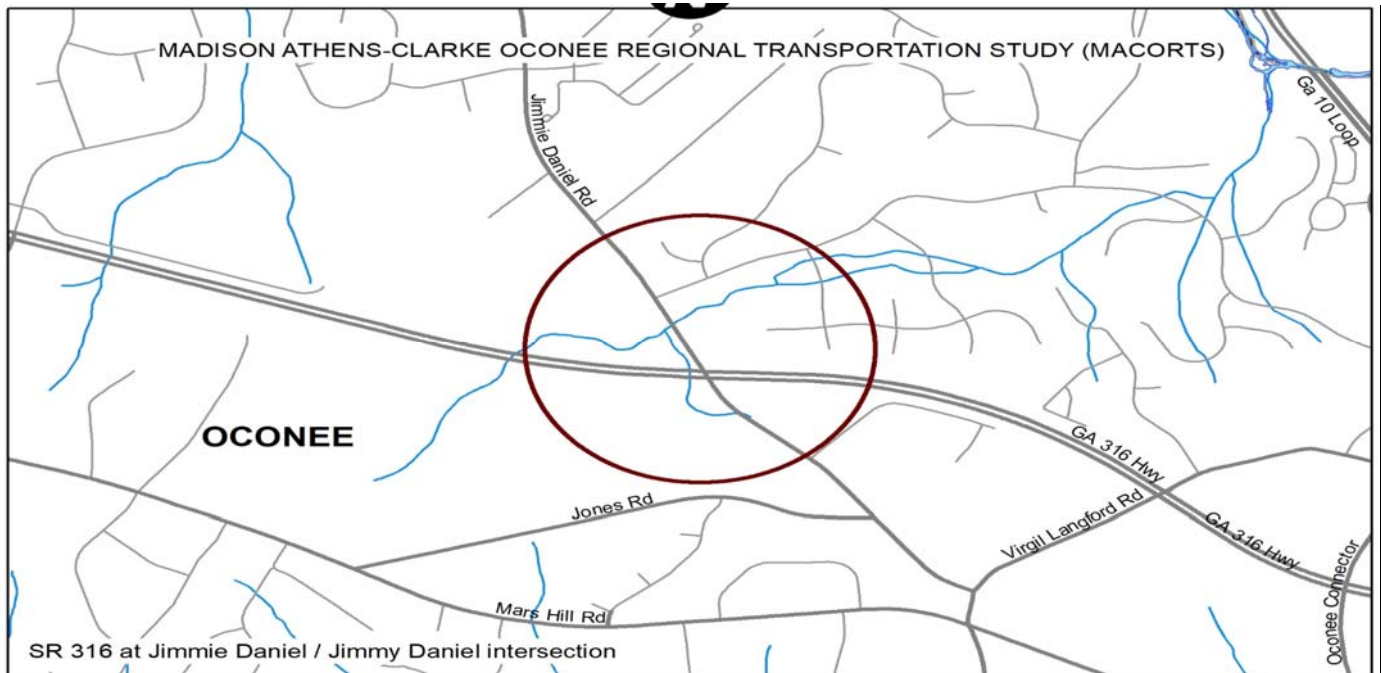 MADISON ATHENS-CLARKE OCONEE REGIONAL TRANSPORTATION STUDY (MACORTS)
Ga 10 Loop
Jimmie Daniel Rd
OCONEE
GA 316 Hwy
Jones Rd
Virgil Langford Rd
GA 316 Hwy
Oconee Connector
Mars Hill Rd
SR 316 at Jimmie Daniel / Jimmy Daniel intersection